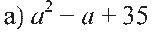 a) a² − a + 35